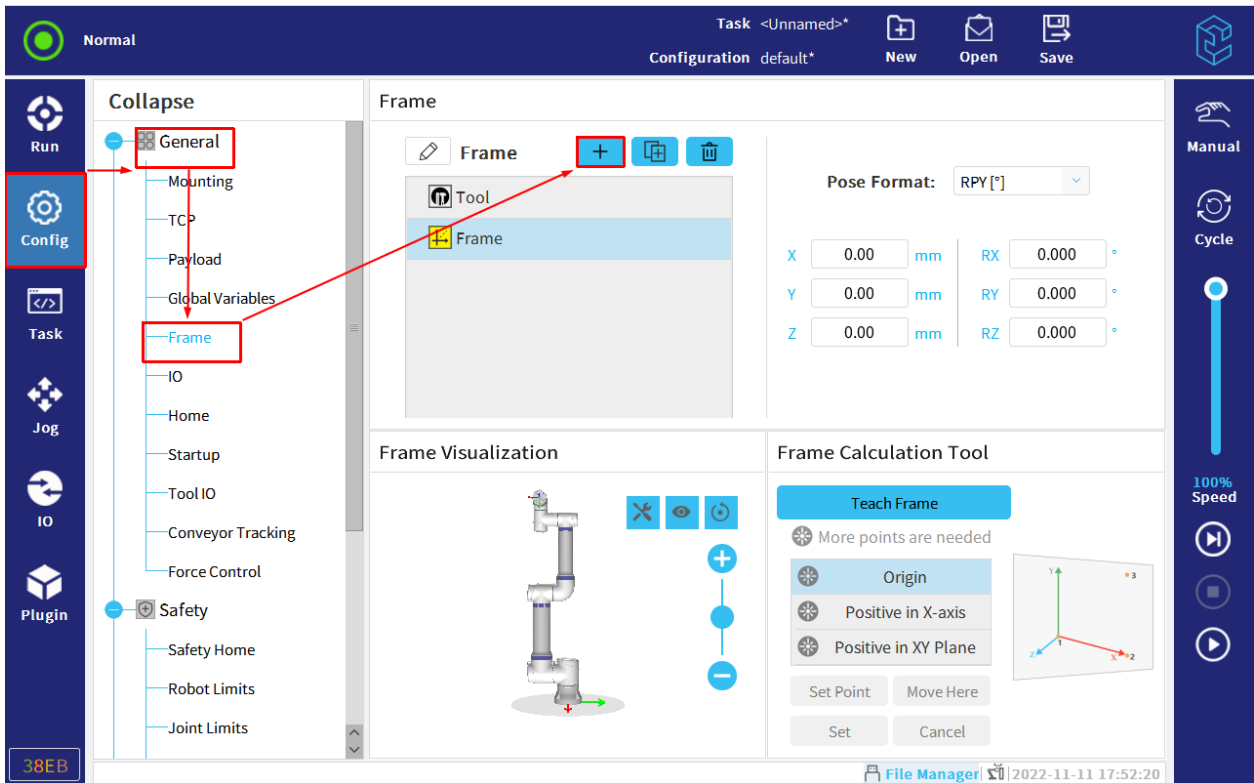 Normal
Task <Unnamed>*
Configuration default*
New
Open
Save
Run
Config
Task
Jog
IO
Plugin
38EB
Collapse
General
Mounting
TCP
Payload
Global Variables
Frame
IO
Home
Startup
Tool IO
Conveyor Tracking
Force Control
Safety
Safety Home
Robot Limits
Joint Limits
Frame
Frame
Tool
Frame
Pose Format: RPY [°]
X 0.00 mm RX 0.000 °
Y 0.00 mm RY 0.000 °
Z 0.00 mm RZ 0.000 °
Frame Visualization
Frame Calculation Tool
Teach Frame
More points are needed
Origin
Positive in X-axis
Positive in XY Plane
Set Point Move Here
Set Cancel
Y 3
Z 1 X 2
Manual
Cycle
100%
Speed
File Manager 2022-11-11 17:52:20